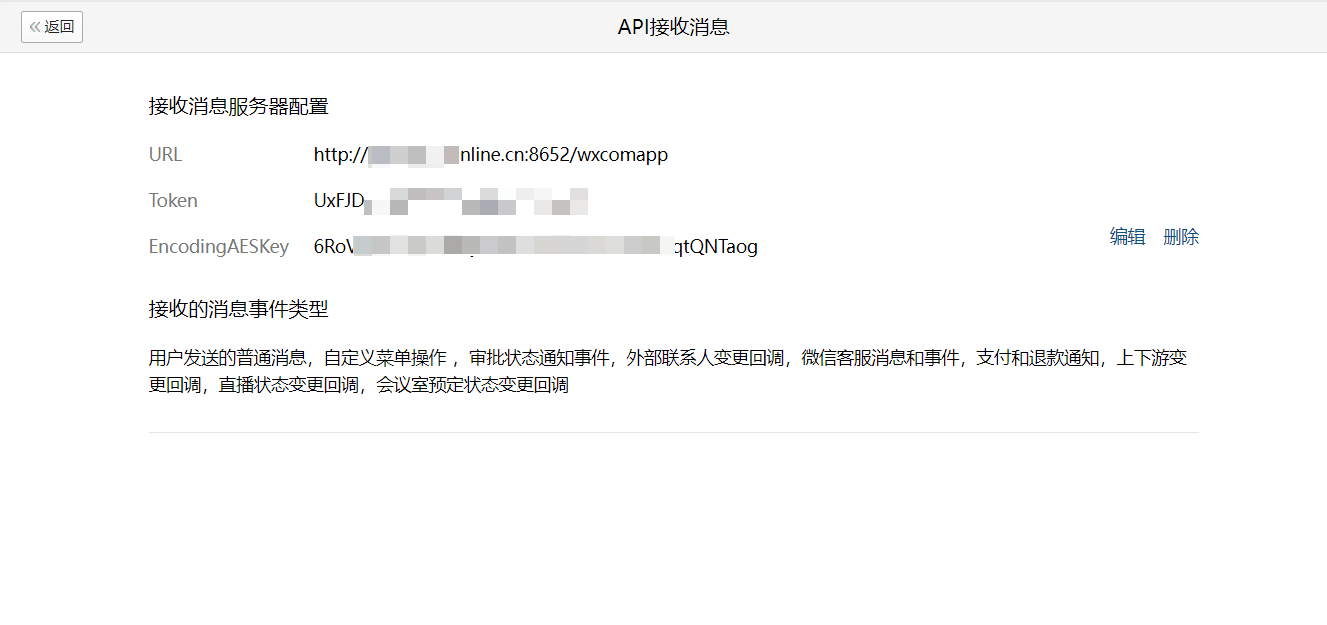 返回
API接收消息
接收消息服务器配置
URL http:// nline.cn:8652/wxcomapp
Token UxFJD
EncodingAESKey 6RoV qtQNTaog
编辑 删除
接收的消息事件类型
用户发送的普通消息，自定义菜单操作 ，审批状态通知事件，外部联系人变更回调，微信客服消息和事件，支付和退款通知，上下游变
更回调，直播状态变更回调，会议室预定状态变更回调